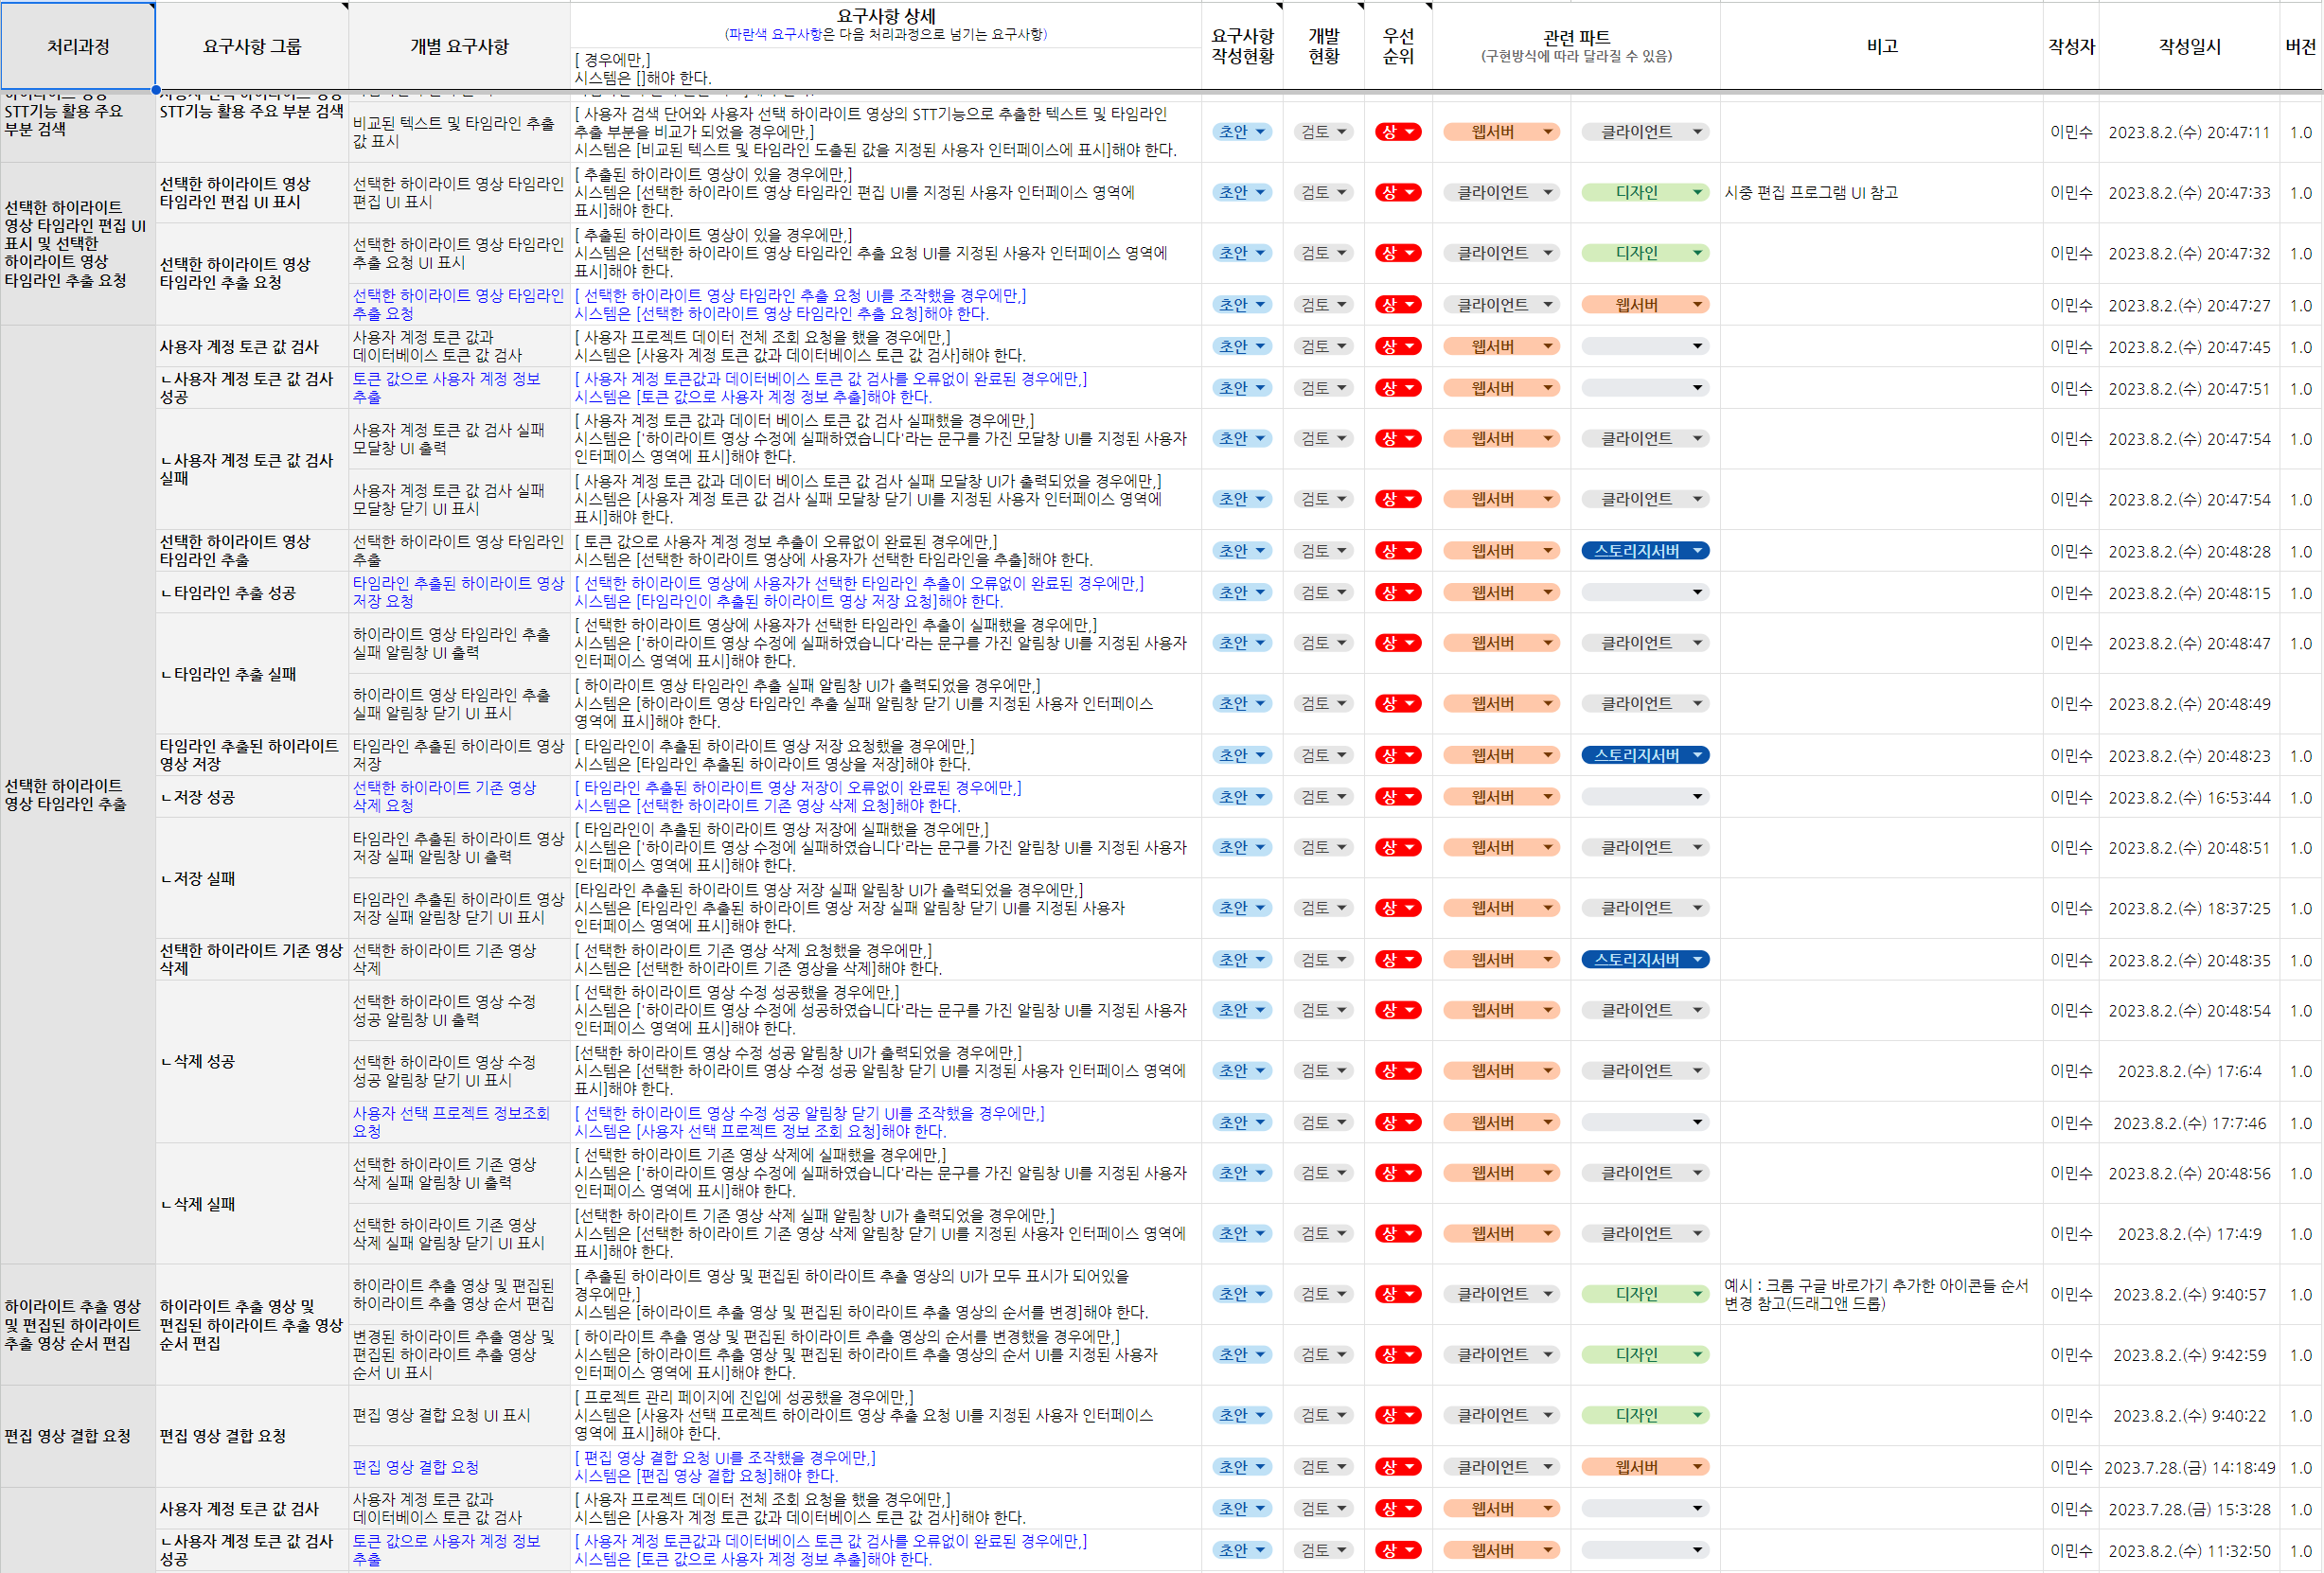 처리과정
요구사항 그룹
개별 요구사항
요구사항 상세
(파란색 요구사항은 다음 처리과정으로 넘기는 요구사항)
[ 경우에만,]
시스템은 []해야 한다.
요구사항
작성현황
개발
현황
우선
순위
관련 파트
(구현방식에 따라 달라질 수 있음)
비고
작성자
작성일시
버전
STT기능 활용 주요
부분 검색
STT기능 활용 주요 부분 검색
비교된 텍스트 및 타임라인 추출
값 표시
[ 사용자 검색 단어와 사용자 선택 하이라이트 영상의 STT기능으로 추출한 텍스트 및 타임라인
추출 부분을 비교가 되었을 경우에만,]
시스템은 [비교된 텍스트 및 타임라인 도출된 값을 지정된 사용자 인터페이스에 표시]해야 한다.
초안 검토 상 웹서버 클라이언트 이민수 2023.8.2.(수) 20:47:11 1.0
선택한 하이라이트
영상 타임라인 편집 UI
표시 및 선택한
하이라이트 영상
타임라인 추출 요청
선택한 하이라이트 영상
타임라인 편집 UI 표시
선택한 하이라이트 영상 타임라인
편집 UI 표시
[ 추출된 하이라이트 영상이 있을 경우에만,]
시스템은 [선택한 하이라이트 영상 타임라인 편집 UI를 지정된 사용자 인터페이스 영역에
표시]해야 한다.
초안 검토 상 클라이언트 디자인 시중 편집 프로그램 UI 참고 이민수 2023.8.2.(수) 20:47:33 1.0
선택한 하이라이트 영상
타임라인 추출 요청
선택한 하이라이트 영상 타임라인
추출 요청 UI 표시
[ 추출된 하이라이트 영상이 있을 경우에만,]
시스템은 [선택한 하이라이트 영상 타임라인 추출 요청 UI를 지정된 사용자 인터페이스 영역에
표시]해야 한다.
초안 검토 상 클라이언트 디자인 이민수 2023.8.2.(수) 20:47:32 1.0
선택한 하이라이트 영상 타임라인
추출 요청
[ 선택한 하이라이트 영상 타임라인 추출 요청 UI를 조작했을 경우에만,]
시스템은 [선택한 하이라이트 영상 타임라인 추출 요청]해야 한다.
초안 검토 상 클라이언트 웹서버 이민수 2023.8.2.(수) 20:47:27 1.0
선택한 하이라이트
영상 타임라인 추출
사용자 계정 토큰 값 검사
사용자 계정 토큰 값과
데이터베이스 토큰 값 검사
[ 사용자 프로젝트 데이터 전체 조회 요청을 했을 경우에만,]
시스템은 [사용자 계정 토큰 값과 데이터베이스 토큰 값 검사]해야 한다.
초안 검토 상 웹서버 이민수 2023.8.2.(수) 20:47:45 1.0
ㄴ사용자 계정 토큰 값 검사
성공
토큰 값으로 사용자 계정 정보
추출
[ 사용자 계정 토큰값과 데이터베이스 토큰 값 검사를 오류없이 완료된 경우에만,]
시스템은 [토큰 값으로 사용자 계정 정보 추출]해야 한다.
초안 검토 상 웹서버 이민수 2023.8.2.(수) 20:47:51 1.0
ㄴ사용자 계정 토큰 값 검사
실패
사용자 계정 토큰 값 검사 실패
모달창 UI 출력
[ 사용자 계정 토큰 값과 데이터 베이스 토큰 값 검사 실패했을 경우에만,]
시스템은 ['하이라이트 영상 수정에 실패하였습니다'라는 문구를 가진 모달창 UI를 지정된 사용자
인터페이스 영역에 표시]해야 한다.
초안 검토 상 웹서버 클라이언트 이민수 2023.8.2.(수) 20:47:54 1.0
사용자 계정 토큰 값 검사 실패
모달창 닫기 UI 표시
[ 사용자 계정 토큰 값과 데이터 베이스 토큰 값 검사 실패 모달창 UI가 출력되었을 경우에만,]
시스템은 [사용자 계정 토큰 값 검사 실패 모달창 닫기 UI를 지정된 사용자 인터페이스 영역에
표시]해야 한다.
초안 검토 상 웹서버 클라이언트 이민수 2023.8.2.(수) 20:47:54 1.0
선택한 하이라이트 영상
타임라인 추출
선택한 하이라이트 영상 타임라인
추출
[ 토큰 값으로 사용자 계정 정보 추출이 오류없이 완료된 경우에만,]
시스템은 [선택한 하이라이트 영상에 사용자가 선택한 타임라인을 추출]해야 한다.
초안 검토 상 웹서버 스토리지서버 이민수 2023.8.2.(수) 20:48:28 1.0
ㄴ타임라인 추출 성공
타임라인 추출된 하이라이트 영상
저장 요청
[ 선택한 하이라이트 영상에 사용자가 선택한 타임라인 추출이 오류없이 완료된 경우에만,]
시스템은 [타임라인이 추출된 하이라이트 영상 저장 요청]해야 한다.
초안 검토 상 웹서버 이민수 2023.8.2.(수) 20:48:15 1.0
ㄴ타임라인 추출 실패
하이라이트 영상 타임라인 추출
실패 알림창 UI 출력
[ 선택한 하이라이트 영상에 사용자가 선택한 타임라인 추출이 실패했을 경우에만,]
시스템은 ['하이라이트 영상 수정에 실패하였습니다'라는 문구를 가진 알림창 UI를 지정된 사용자
인터페이스 영역에 표시]해야 한다.
초안 검토 상 웹서버 클라이언트 이민수 2023.8.2.(수) 20:48:47 1.0
하이라이트 영상 타임라인 추출
실패 알림창 닫기 UI 표시
[ 하이라이트 영상 타임라인 추출 실패 알림창 UI가 출력되었을 경우에만,]
시스템은 [하이라이트 영상 타임라인 추출 실패 알림창 닫기 UI를 지정된 사용자 인터페이스
영역에 표시]해야 한다.
초안 검토 상 웹서버 클라이언트 이민수 2023.8.2.(수) 20:48:49
타임라인 추출된 하이라이트
영상 저장
타임라인 추출된 하이라이트 영상
저장
[ 타임라인이 추출된 하이라이트 영상 저장 요청했을 경우에만,]
시스템은 [타임라인 추출된 하이라이트 영상을 저장]해야 한다.
초안 검토 상 웹서버 스토리지서버 이민수 2023.8.2.(수) 20:48:23 1.0
ㄴ저장 성공
선택한 하이라이트 기존 영상
삭제 요청
[ 타임라인 추출된 하이라이트 영상 저장이 오류없이 완료된 경우에만,]
시스템은 [선택한 하이라이트 기존 영상 삭제 요청]해야 한다.
초안 검토 상 웹서버 이민수 2023.8.2.(수) 16:53:44 1.0
ㄴ저장 실패
타임라인 추출된 하이라이트 영상
저장 실패 알림창 UI 출력
[ 타임라인이 추출된 하이라이트 영상 저장에 실패했을 경우에만,]
시스템은 ['하이라이트 영상 수정에 실패하였습니다'라는 문구를 가진 알림창 UI를 지정된 사용자
인터페이스 영역에 표시]해야 한다.
초안 검토 상 웹서버 클라이언트 이민수 2023.8.2.(수) 20:48:51 1.0
타임라인 추출된 하이라이트 영상
저장 실패 알림창 닫기 UI 표시
[타임라인 추출된 하이라이트 영상 저장 실패 알림창 UI가 출력되었을 경우에만,]
시스템은 [타임라인 추출된 하이라이트 영상 저장 실패 알림창 닫기 UI를 지정된 사용자
인터페이스 영역에 표시]해야 한다.
초안 검토 상 웹서버 클라이언트 이민수 2023.8.2.(수) 18:37:25 1.0
선택한 하이라이트 기존 영상
삭제
선택한 하이라이트 기존 영상
삭제
[ 선택한 하이라이트 기존 영상 삭제 요청했을 경우에만,]
시스템은 [선택한 하이라이트 기존 영상을 삭제]해야 한다.
초안 검토 상 웹서버 스토리지서버 이민수 2023.8.2.(수) 20:48:35 1.0
ㄴ삭제 성공
선택한 하이라이트 영상 수정
성공 알림창 UI 출력
[ 선택한 하이라이트 영상 수정 성공했을 경우에만,]
시스템은 ['하이라이트 영상 수정에 성공하였습니다'라는 문구를 가진 알림창 UI를 지정된 사용자
인터페이스 영역에 표시]해야 한다.
초안 검토 상 웹서버 클라이언트 이민수 2023.8.2.(수) 20:48:54 1.0
선택한 하이라이트 영상 수정
성공 알림창 닫기 UI 표시
[선택한 하이라이트 영상 수정 성공 알림창 UI가 출력되었을 경우에만,]
시스템은 [선택한 하이라이트 영상 수정 성공 알림창 닫기 UI를 지정된 사용자 인터페이스 영역에
표시]해야 한다.
초안 검토 상 웹서버 클라이언트 이민수 2023.8.2.(수) 17:6:4 1.0
사용자 선택 프로젝트 정보조회
요청
[ 선택한 하이라이트 영상 수정 성공 알림창 닫기 UI를 조작했을 경우에만,]
시스템은 [사용자 선택 프로젝트 정보 조회 요청]해야 한다.
초안 검토 상 웹서버 이민수 2023.8.2.(수) 17:7:46 1.0
ㄴ삭제 실패
선택한 하이라이트 기존 영상
삭제 실패 알림창 UI 출력
[ 선택한 하이라이트 기존 영상 삭제에 실패했을 경우에만,]
시스템은 ['하이라이트 영상 수정에 실패하였습니다'라는 문구를 가진 알림창 UI를 지정된 사용자
인터페이스 영역에 표시]해야 한다.
초안 검토 상 웹서버 클라이언트 이민수 2023.8.2.(수) 20:48:56 1.0
선택한 하이라이트 기존 영상
삭제 실패 알림창 닫기 UI 표시
[선택한 하이라이트 기존 영상 삭제 실패 알림창 UI가 출력되었을 경우에만,]
시스템은 [선택한 하이라이트 기존 영상 삭제 알림창 닫기 UI를 지정된 사용자 인터페이스 영역에
표시]해야 한다.
초안 검토 상 웹서버 클라이언트 이민수 2023.8.2.(수) 17:4:9 1.0
하이라이트 추출 영상
및 편집된 하이라이트
추출 영상 순서 편집
하이라이트 추출 영상 및
편집된 하이라이트 추출 영상
순서 편집
하이라이트 추출 영상 및 편집된
하이라이트 추출 영상 순서 편집
[ 추출된 하이라이트 영상 및 편집된 하이라이트 추출 영상의 UI가 모두 표시가 되어있을
경우에만,]
시스템은 [하이라이트 추출 영상 및 편집된 하이라이트 추출 영상의 순서를 변경]해야 한다.
초안 검토 상 클라이언트 디자인
예시 : 크롬 구글 바로가기 추가한 아이콘들 순서
변경 참고(드래그앤 드롭)
이민수 2023.8.2.(수) 9:40:57 1.0
변경된 하이라이트 추출 영상 및
편집된 하이라이트 추출 영상
순서 UI 표시
[ 하이라이트 추출 영상 및 편집된 하이라이트 추출 영상의 순서를 변경했을 경우에만,]
시스템은 [하이라이트 추출 영상 및 편집된 하이라이트 추출 영상의 순서 UI를 지정된 사용자
인터페이스 영역에 표시]해야 한다.
초안 검토 상 클라이언트 디자인 이민수 2023.8.2.(수) 9:42:59 1.0
편집 영상 결합 요청
편집 영상 결합 요청
편집 영상 결합 요청 UI 표시
[ 프로젝트 관리 페이지에 진입에 성공했을 경우에만,]
시스템은 [사용자 선택 프로젝트 하이라이트 영상 추출 요청 UI를 지정된 사용자 인터페이스
영역에 표시]해야 한다.
초안 검토 상 클라이언트 디자인 이민수 2023.8.2.(수) 9:40:22 1.0
편집 영상 결합 요청
[ 편집 영상 결합 요청 UI를 조작했을 경우에만,]
시스템은 [편집 영상 결합 요청]해야 한다.
초안 검토 상 클라이언트 웹서버 이민수 2023.7.28.(금) 14:18:49 1.0
사용자 계정 토큰 값 검사
사용자 계정 토큰 값과
데이터베이스 토큰 값 검사
[ 사용자 프로젝트 데이터 전체 조회 요청을 했을 경우에만,]
시스템은 [사용자 계정 토큰 값과 데이터베이스 토큰 값 검사]해야 한다.
초안 검토 상 웹서버 이민수 2023.7.28.(금) 15:3:28 1.0
ㄴ사용자 계정 토큰 값 검사
성공
토큰 값으로 사용자 계정 정보
추출
[ 사용자 계정 토큰값과 데이터베이스 토큰 값 검사를 오류없이 완료된 경우에만,]
시스템은 [토큰 값으로 사용자 계정 정보 추출]해야 한다.
초안 검토 상 웹서버 이민수 2023.8.2.(수) 11:32:50 1.0